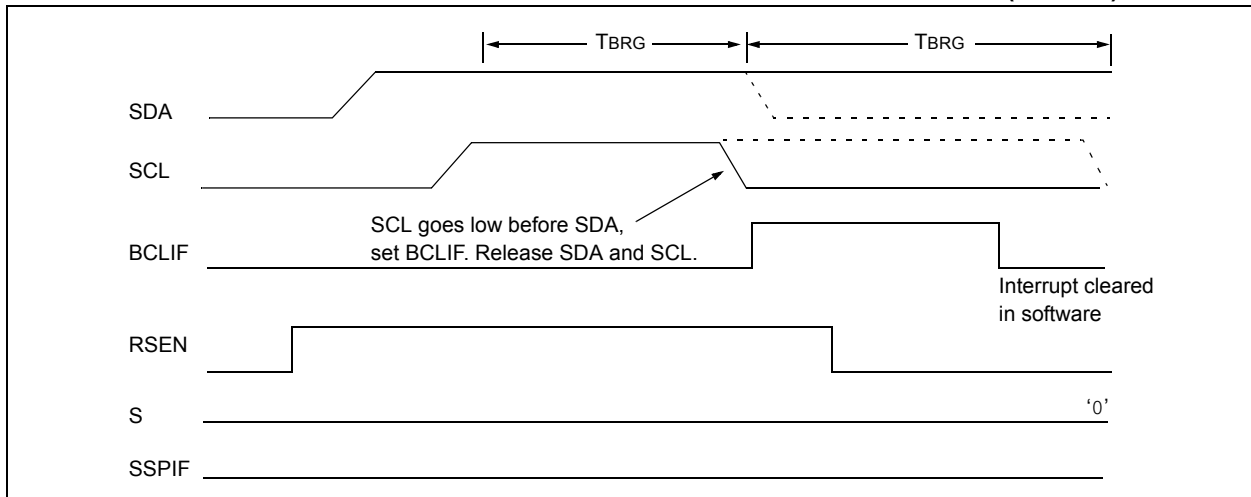 TBRG TBRG
SDA
SCL
SCL goes low before SDA,
set BCLIF. Release SDA and SCL.
BCLIF
Interrupt cleared
in software
RSEN
S
‘0’
SSPIF